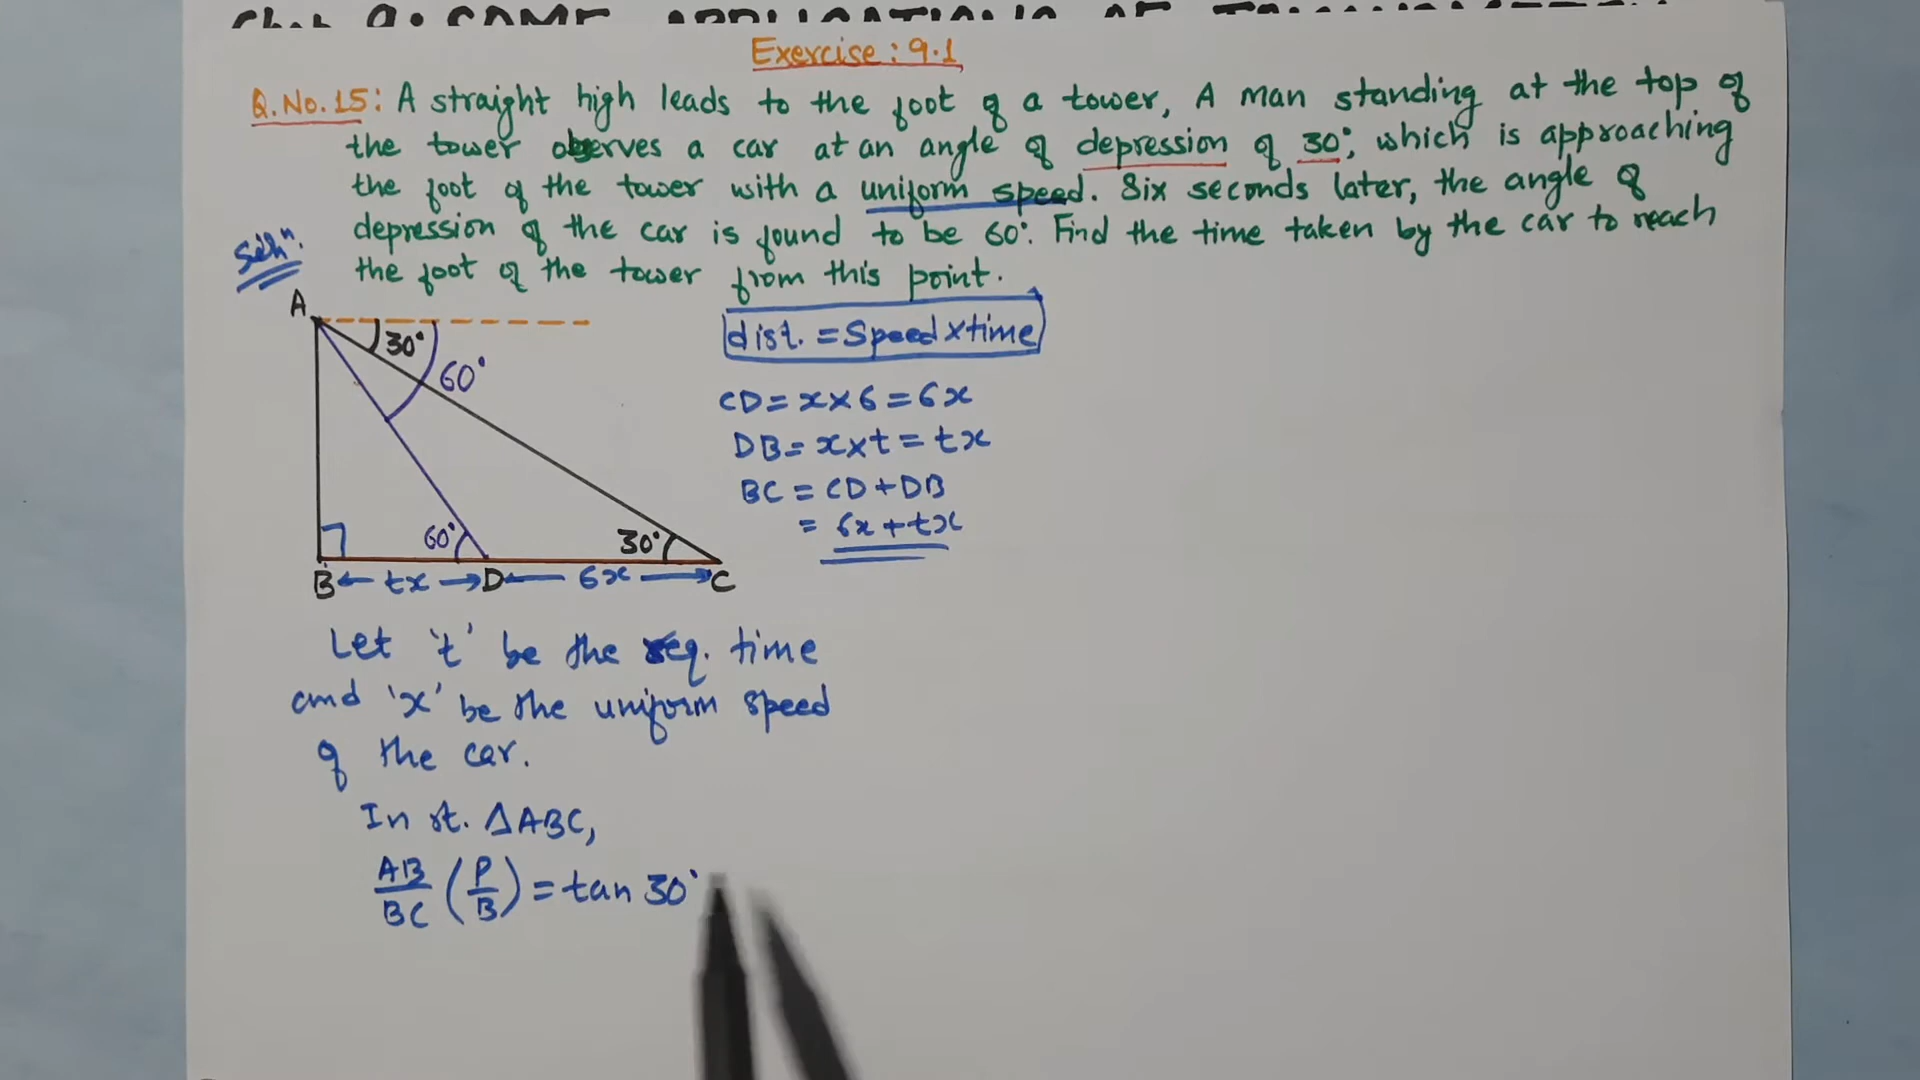 Exercise: 9.1
Q.No.15: A straight high leads to the foot of a tower, A man standing at the top of
the tower observes a car at an angle of depression of 30°, which is approaching
the foot of the tower with a uniform speed. Six seconds later, the angle of
depression of the car is found to be 60°. Find the time taken by the car to reach
the foot of the tower from this point.
Solⁿ.
A
30°
60°
60°
30°
B tx D 6x C
dist. = Speed × time
CD = x × 6 = 6x
DB = x × t = tx
BC = CD + DB
= 6x + tx
Let 't' be the req. time
and 'x' be the uniform speed
of the car.
In rt. ΔABC,
AB/BC (P/B) = tan 30°